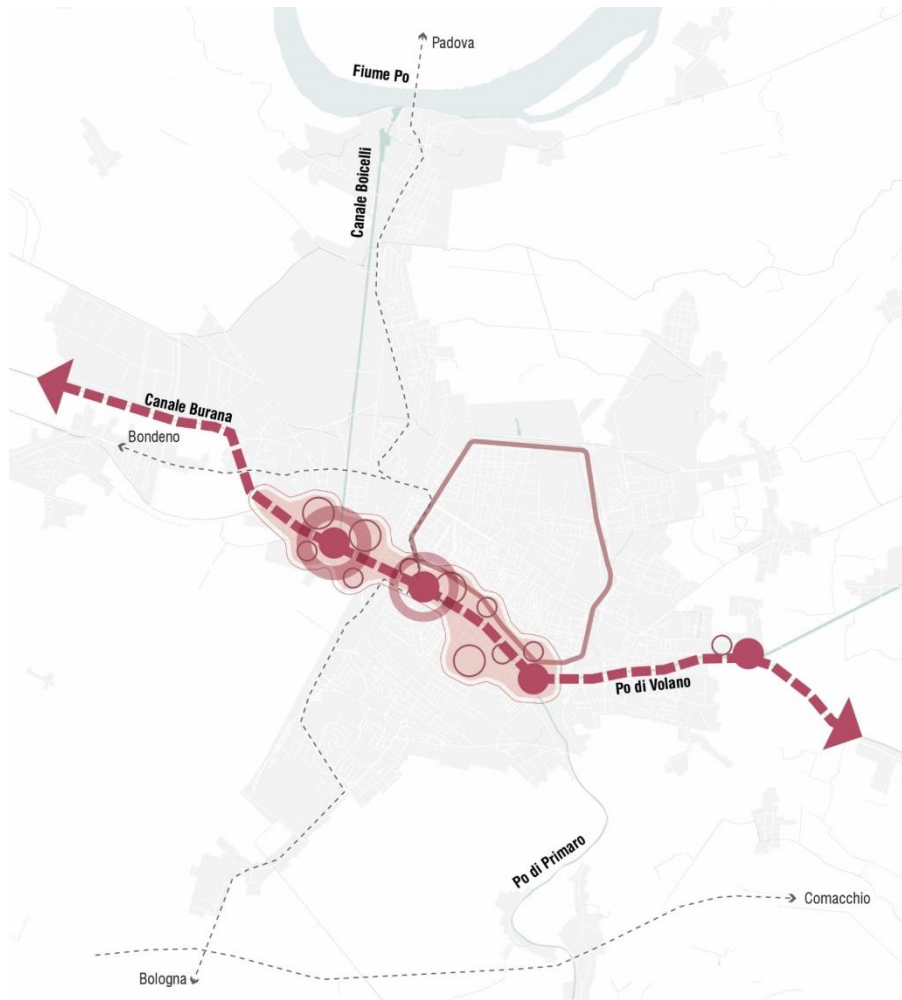 Padova
Fiume Po
Canale Boicelli
Canale Burana
Bondeno
Po di Volano
Po di Primaro
Comacchio
Bologna